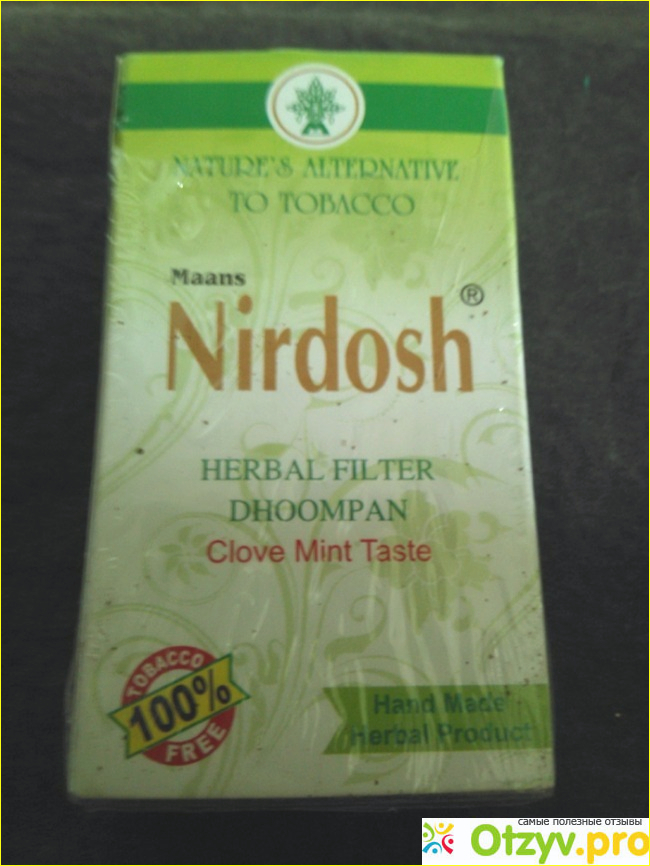 NATURE'S ALTERNATIVE
TO TOBACCO
Maans
Nirdosh®
HERBAL FILTER
DHOOMPAN
Clove Mint Taste
TOBACCO
100%
FREE
Hand Made
Herbal Product
самые полезные отзывы
Otzyv.pro